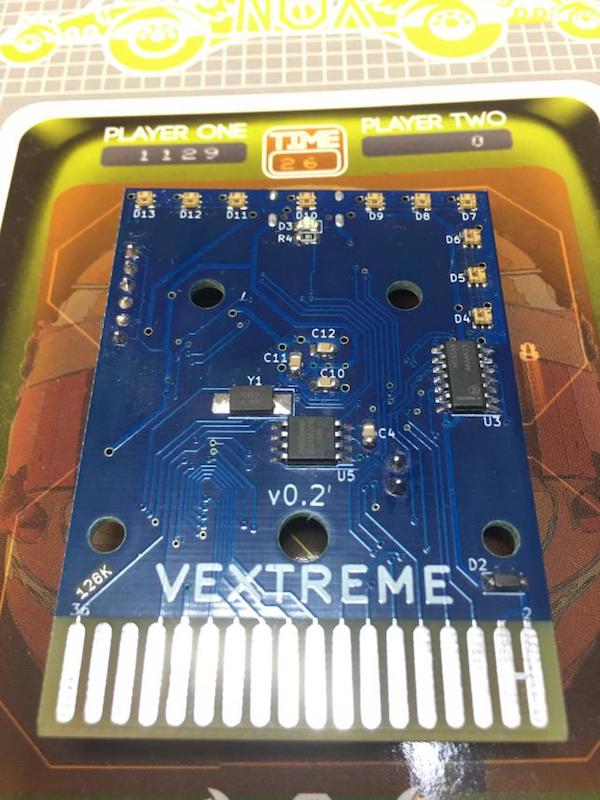 NUX
PLAYER ONE
1129
TIME
26
PLAYER TWO
0
D13 D12 D11 D10 D9 D8 D7
D3
R4
D6
D5
D4
C12
C11
C10
Y1
C4
U3
U5
v0.2'
D2
128K
VEXTREME
36 2